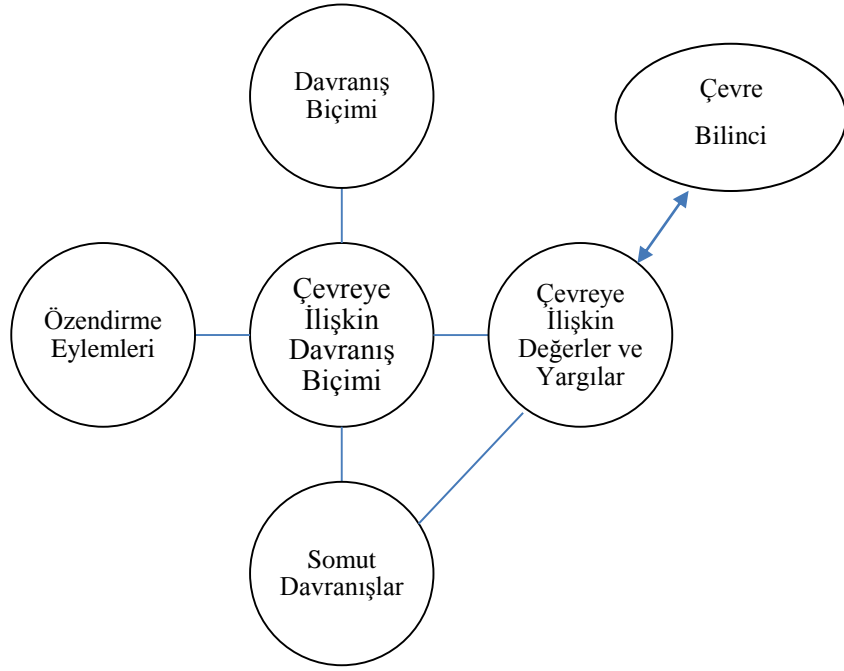 Davranış
Biçimi
Çevre
Bilinci
Özendirme
Eylemleri
Çevreye
İlişkin
Davranış
Biçimi
Çevreye
İlişkin
Değerler ve
Yargılar
Somut
Davranışlar